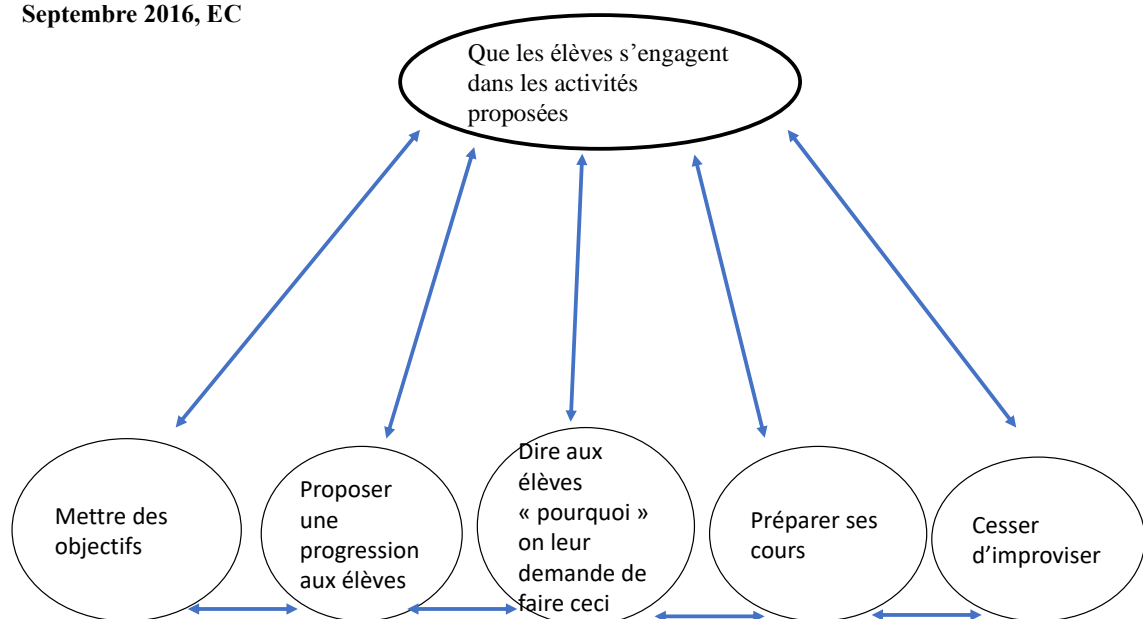 Septembre 2016, EC
Que les élèves s’engagent
dans les activités
proposées
Mettre des
objectifs
Proposer
une
progression
aux élèves
Dire aux
élèves
« pourquoi »
on leur
demande de
faire ceci
Préparer ses
cours
Cesser
d’improviser